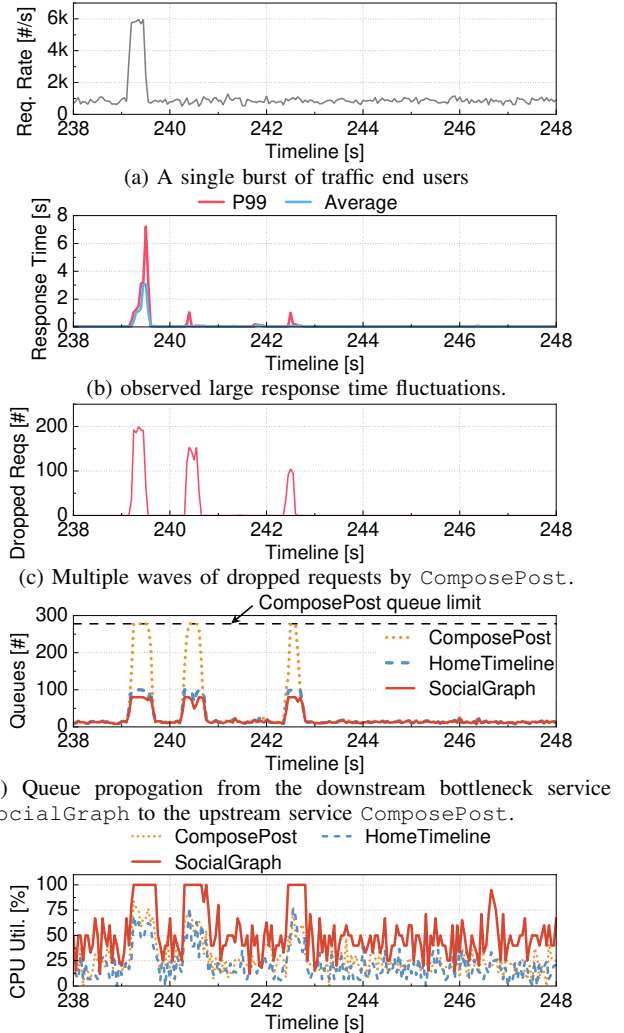 6k
4k
2k
0
Req. Rate [#/s]
238 240 242 244 246 248
Timeline [s]
(a) A single burst of traffic end users
P99 Average
8
6
4
2
0
Response Time [s]
238 240 242 244 246 248
Timeline [s]
(b) observed large response time fluctuations.
200
100
0
Dropped Reqs [#]
238 240 242 244 246 248
Timeline [s]
(c) Multiple waves of dropped requests by ComposePost.
300
200
100
0
Queues [#]
ComposePost queue limit
ComposePost
HomeTimeline
SocialGraph
238 240 242 244 246 248
Timeline [s]
) Queue propogation from the downstream bottleneck service
ocialGraph to the upstream service ComposePost.
ComposePost HomeTimeline
SocialGraph
100
75
50
25
0
CPU Util. [%]
238 240 242 244 246 248
Timeline [s]